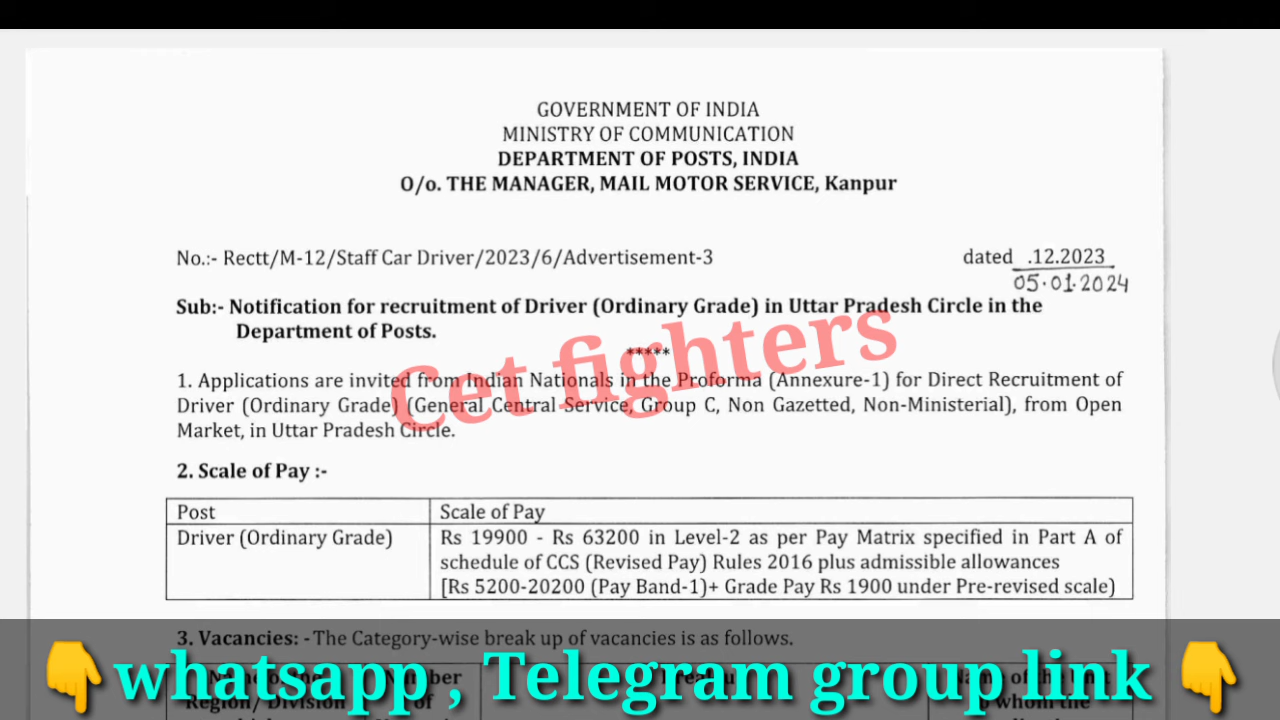 GOVERNMENT OF INDIA
MINISTRY OF COMMUNICATION
DEPARTMENT OF POSTS, INDIA
O/o. THE MANAGER, MAIL MOTOR SERVICE, Kanpur
No.:- Rectt/M-12/Staff Car Driver/2023/6/Advertisement-3
dated .12.2023
05.01.2024
Sub:- Notification for recruitment of Driver (Ordinary Grade) in Uttar Pradesh Circle in the
Department of Posts.
*****
Cet fighters
1. Applications are invited from Indian Nationals in the Proforma (Annexure-1) for Direct Recruitment of
Driver (Ordinary Grade) (General Central Service, Group C, Non Gazetted, Non-Ministerial), from Open
Market, in Uttar Pradesh Circle.
2. Scale of Pay :-
Post
Scale of Pay
Driver (Ordinary Grade)
Rs 19900 - Rs 63200 in Level-2 as per Pay Matrix specified in Part A of
schedule of CCS (Revised Pay) Rules 2016 plus admissible allowances
[Rs 5200-20200 (Pay Band-1)+ Grade Pay Rs 1900 under Pre-revised scale)
3. Vacancies: - The Category-wise break up of vacancies is as follows.
👇whatsapp , Telegram group link 👇
Region/ Division
of